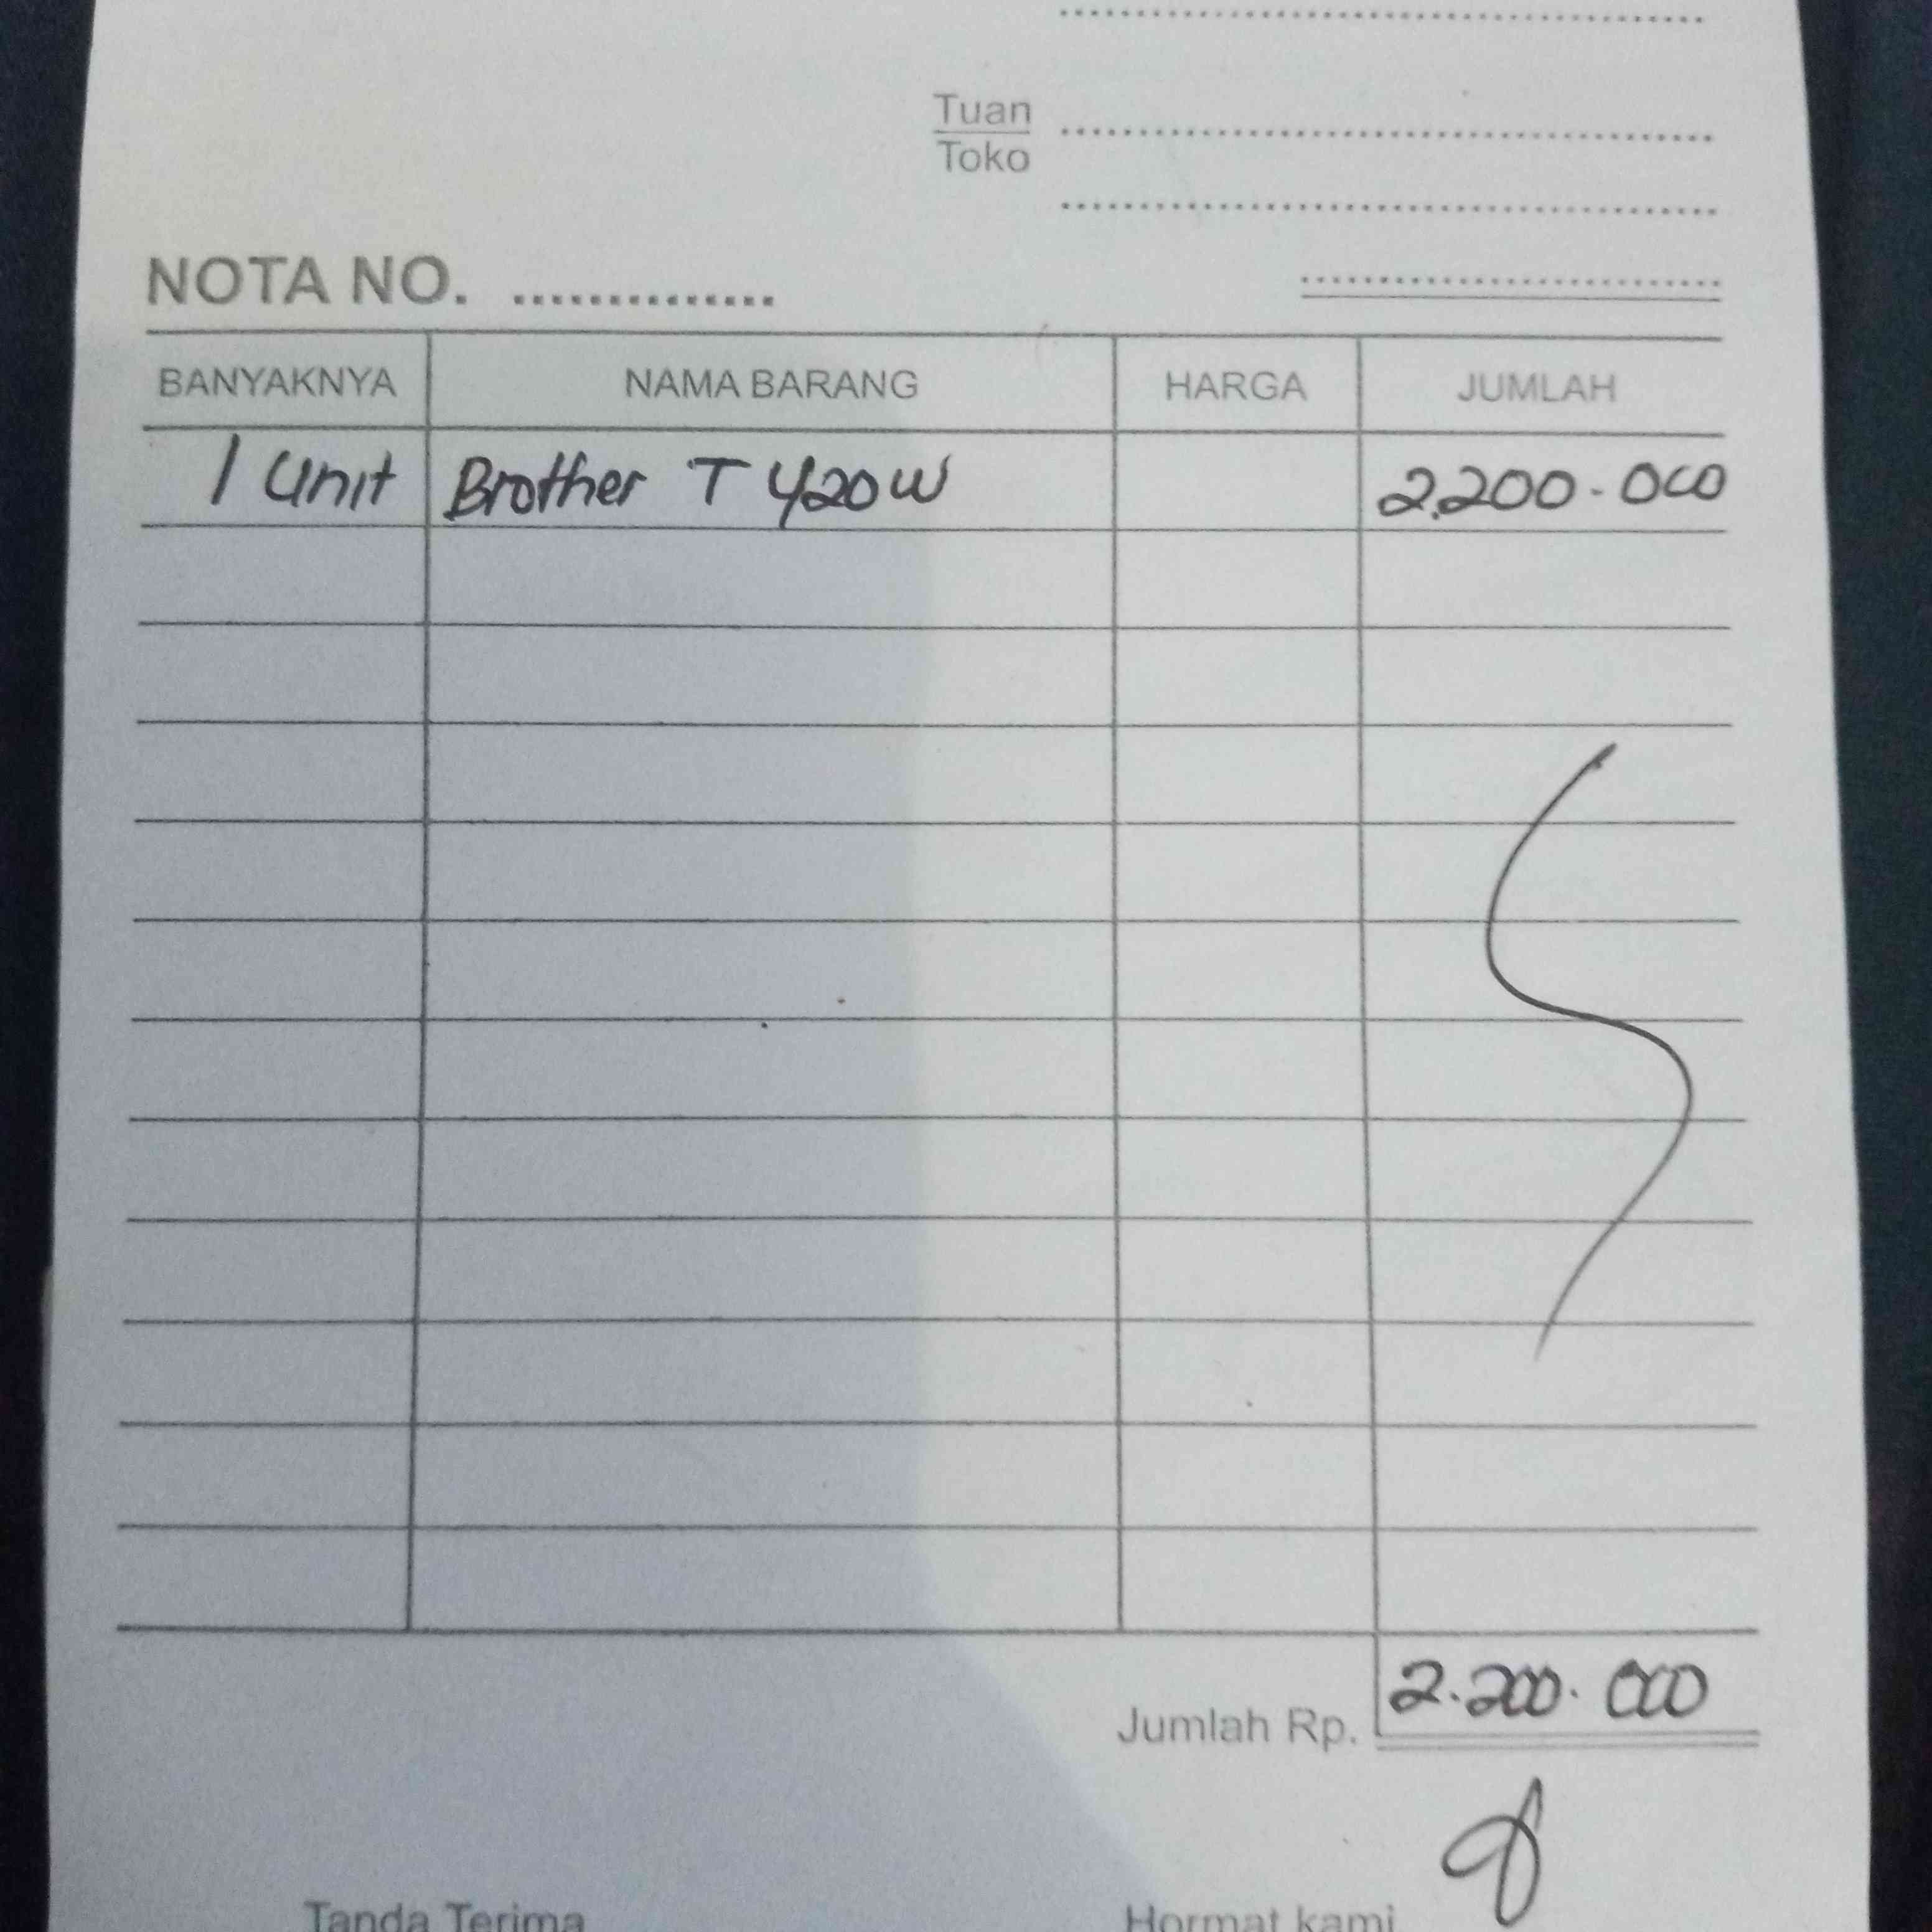 Tuan
Toko
NOTA NO. ..............
BANYAKNYA NAMA BARANG HARGA JUMLAH
1 Unit Brother T 420W 2.200.000
Jumlah Rp. 2.200.000
Tanda Terima Hormat kami